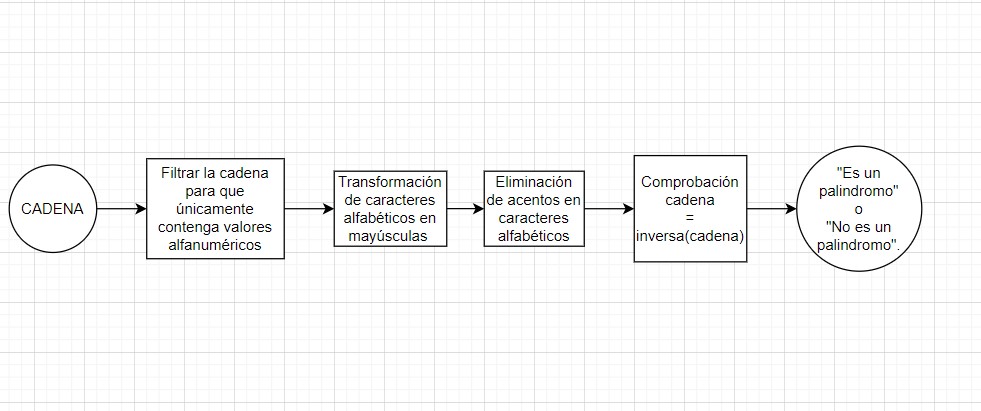 CADENA
Filtrar la cadena
para que
únicamente
contenga valores
alfanuméricos
Transformación
de caracteres
alfabéticos en
mayúsculas
Eliminación
de acentos en
caracteres
alfabéticos
Comprobación
cadena
=
inversa(cadena)
"Es un
palindromo"
o
"No es un
palindromo".